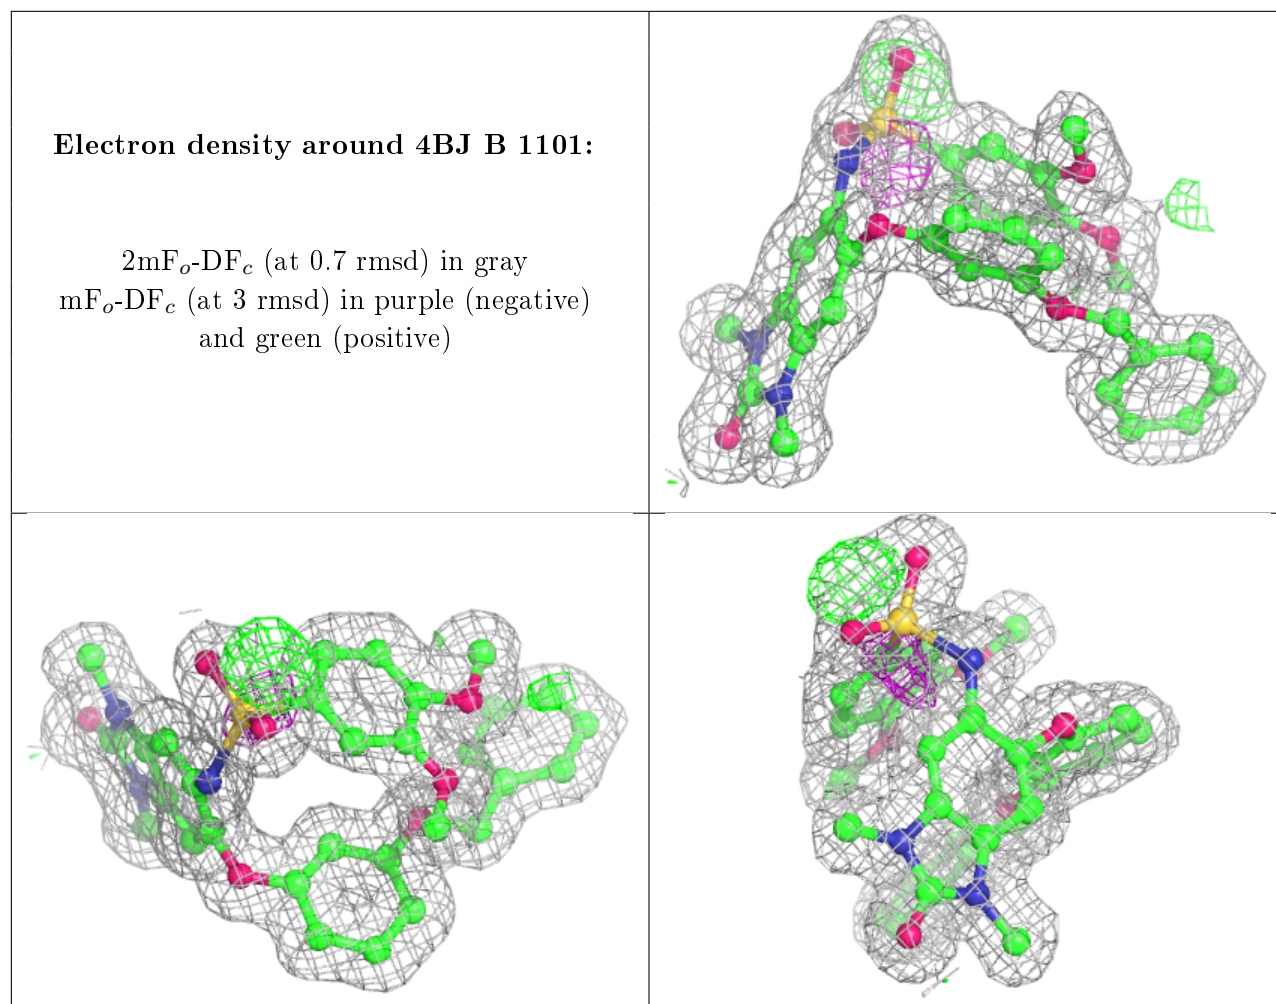 Electron density around 4BJ B 1101:
2mFₒ-DF𝒸 (at 0.7 rmsd) in gray
mFₒ-DF𝒸 (at 3 rmsd) in purple (negative)
and green (positive)